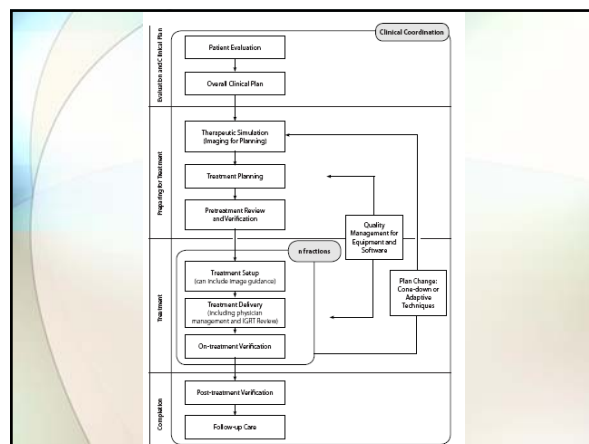 Evaluation and Clinical Plan
Clinical Coordination
Patient Evaluation
Overall Clinical Plan
Preparing for Treatment
Therapeutic Simulation
(Imaging for Planning)
Treatment Planning
Pretreatment Review
and Verification
Quality
Management for
Equipment and
Software
Treatment
n fractions
Treatment Setup
(can include image guidance)
Treatment Delivery
(including physician
management and IGRT Review)
On-treatment Verification
Plan Change:
Cone-down or
Adaptive
Techniques
Completion
Post-treatment Verification
Follow-up Care